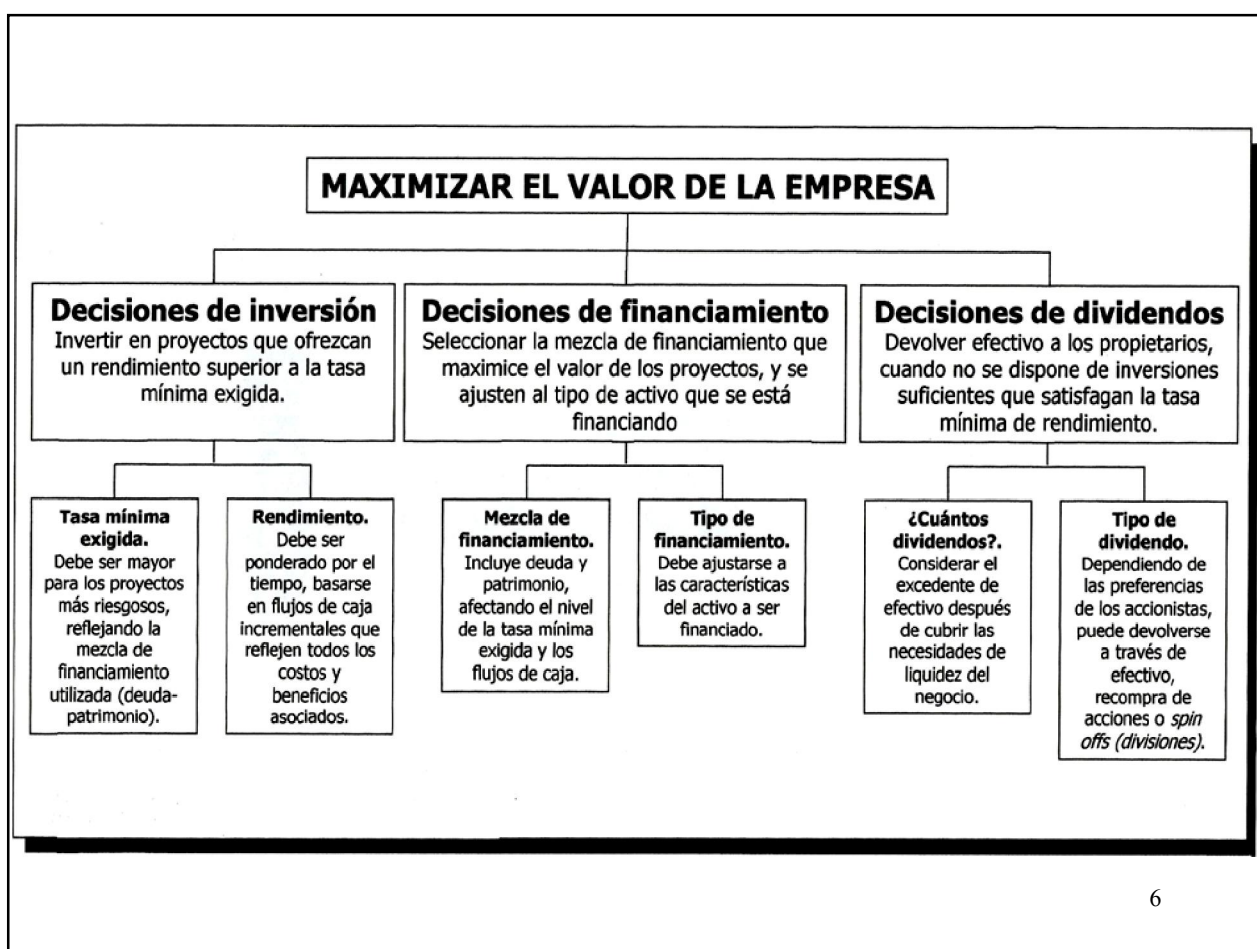 MAXIMIZAR EL VALOR DE LA EMPRESA
Decisiones de inversión
Invertir en proyectos que ofrezcan
un rendimiento superior a la tasa
mínima exigida.
Decisiones de financiamiento
Seleccionar la mezcla de financiamiento que
maximice el valor de los proyectos, y se
ajusten al tipo de activo que se está
financiando
Decisiones de dividendos
Devolver efectivo a los propietarios,
cuando no se dispone de inversiones
suficientes que satisfagan la tasa
mínima de rendimiento.
Tasa mínima
exigida.
Debe ser mayor
para los proyectos
más riesgosos,
reflejando la
mezcla de
financiamiento
utilizada (deuda-
patrimonio).
Rendimiento.
Debe ser
ponderado por el
tiempo, basarse
en flujos de caja
incrementales que
reflejen todos los
costos y
beneficios
asociados.
Mezcla de
financiamiento.
Incluye deuda y
patrimonio,
afectando el nivel
de la tasa mínima
exigida y los
flujos de caja.
Tipo de
financiamiento.
Debe ajustarse a
las características
del activo a ser
financiado.
¿Cuántos
dividendos?.
Considerar el
excedente de
efectivo después
de cubrir las
necesidades de
liquidez del
negocio.
Tipo de
dividendo.
Dependiendo de
las preferencias
de los accionistas,
puede devolverse
a través de
efectivo,
recompra de
acciones o spin
offs (divisiones).
6